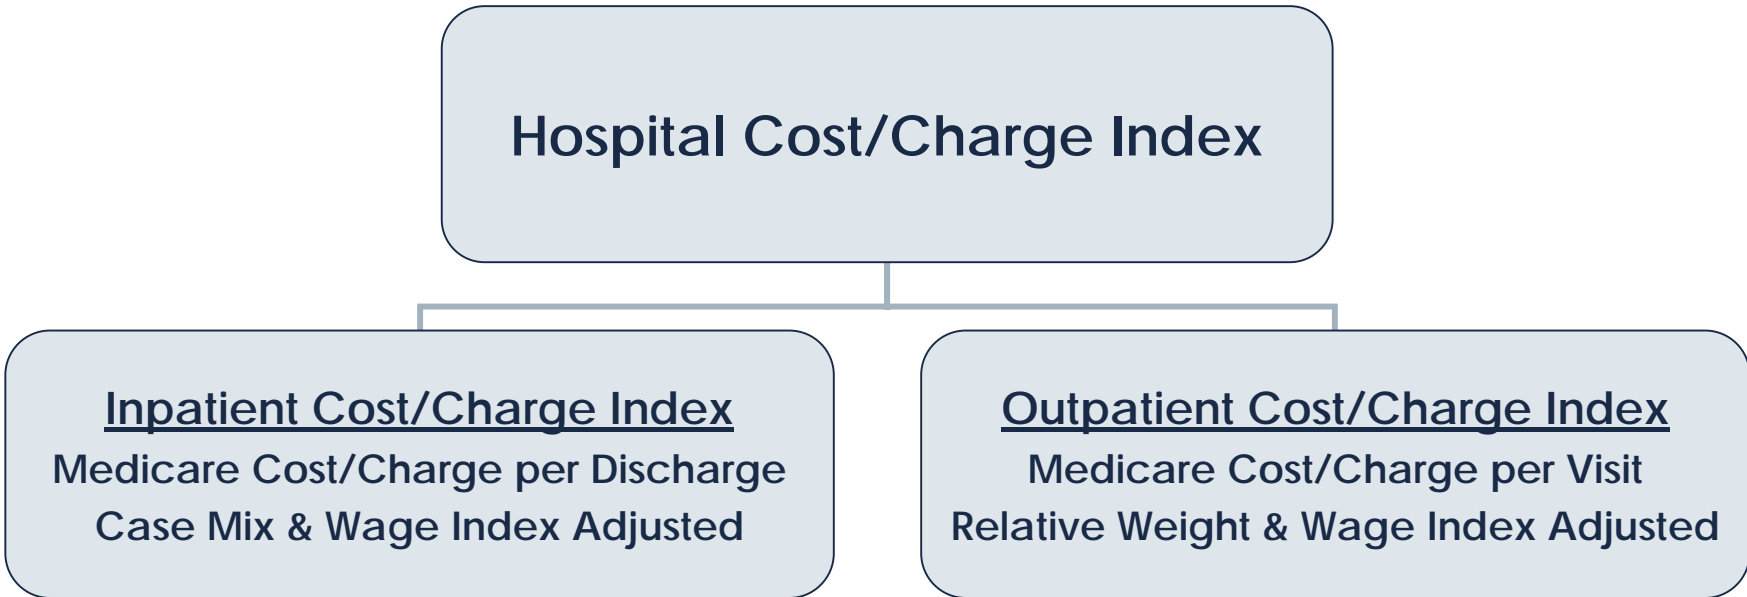 Hospital Cost/Charge Index
Inpatient Cost/Charge Index
Medicare Cost/Charge per Discharge
Case Mix & Wage Index Adjusted
Outpatient Cost/Charge Index
Medicare Cost/Charge per Visit
Relative Weight & Wage Index Adjusted